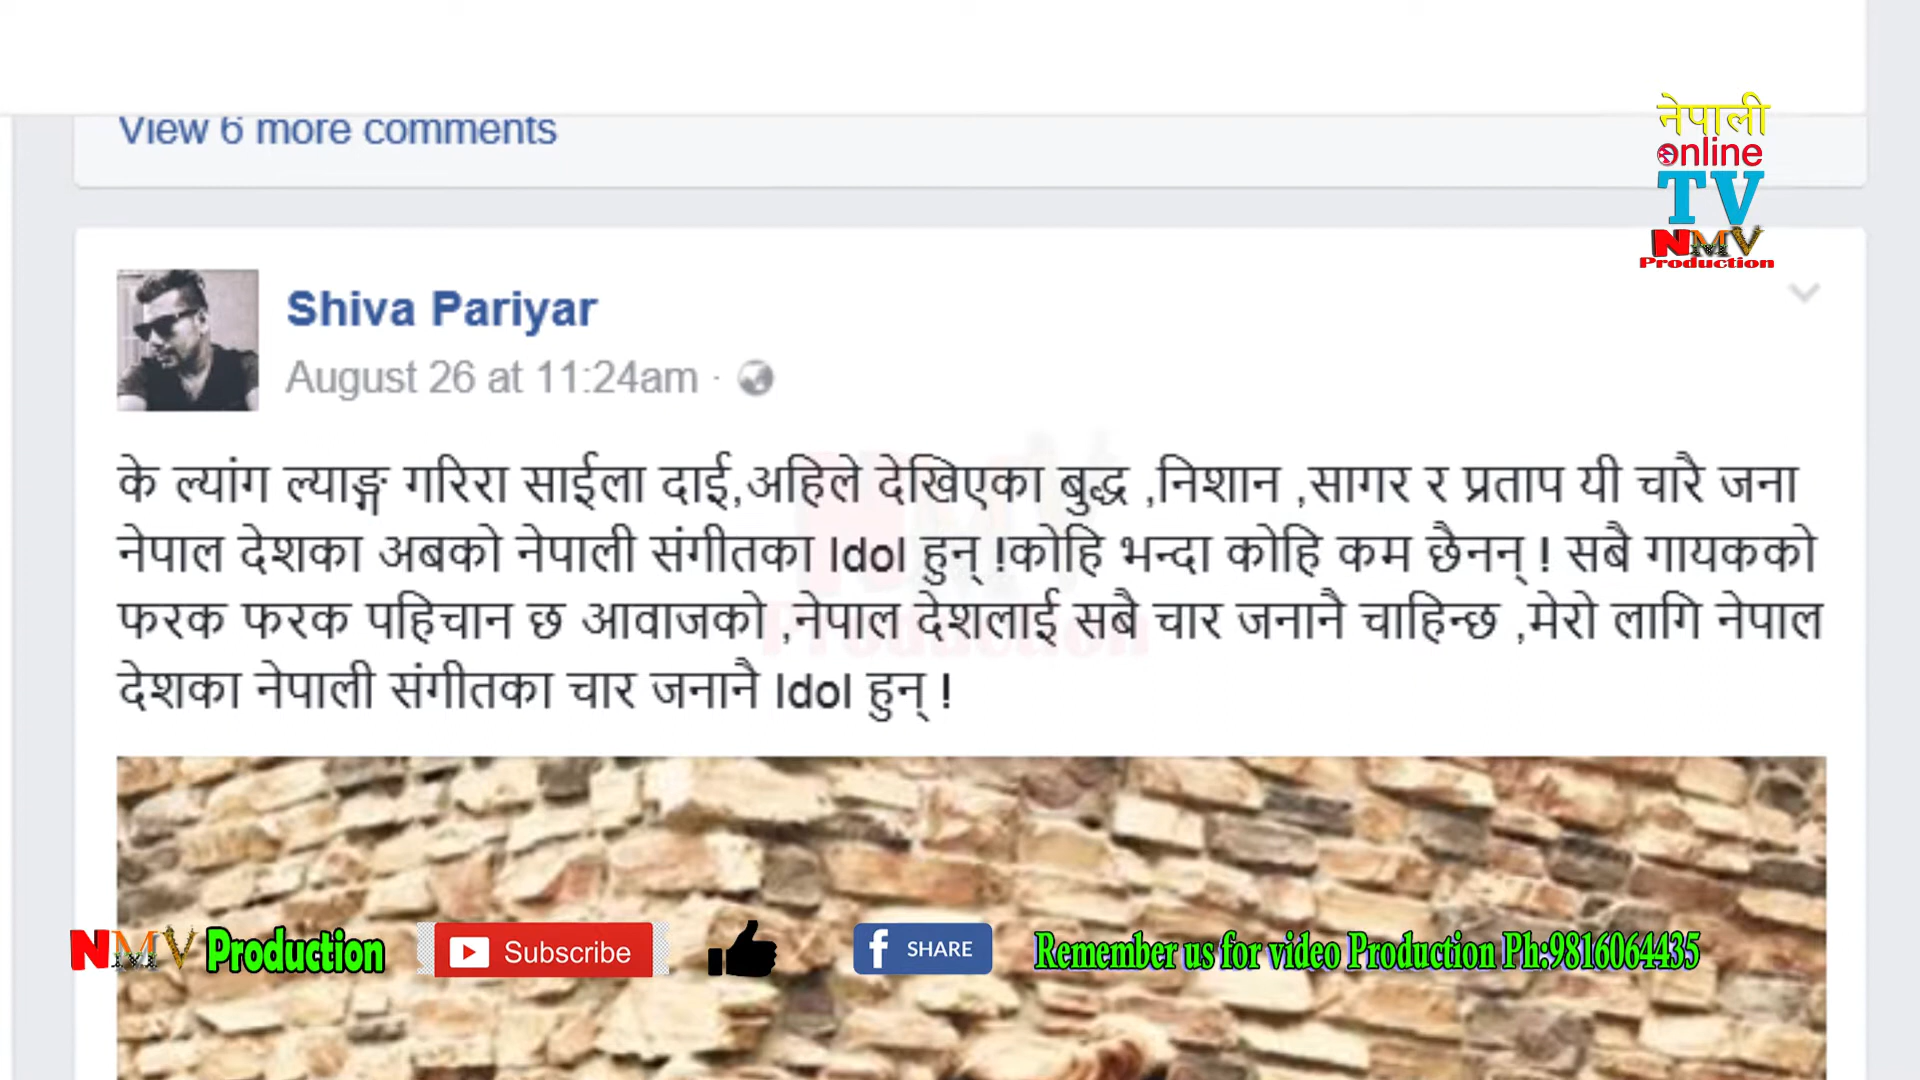 View 6 more comments
नेपाली
online
TV
NMV
Production
Shiva Pariyar
August 26 at 11:24am ·
के ल्यांग ल्याङ्ग गरिरा साईला दाई,अहिले देखिएका बुद्ध ,निशान ,सागर र प्रताप यी चारै जना
नेपाल देशका अबको नेपाली संगीतका Idol हुन् !कोहि भन्दा कोहि कम छैनन् ! सबै गायकको
फरक फरक पहिचान छ आवाजको ,नेपाल देशलाई सबै चार जनानै चाहिन्छ ,मेरो लागि नेपाल
देशका नेपाली संगीतका चार जनानै Idol हुन् !
NMV
Production
NMV Production Subscribe f SHARE Remember us for video Production Ph:9816064435